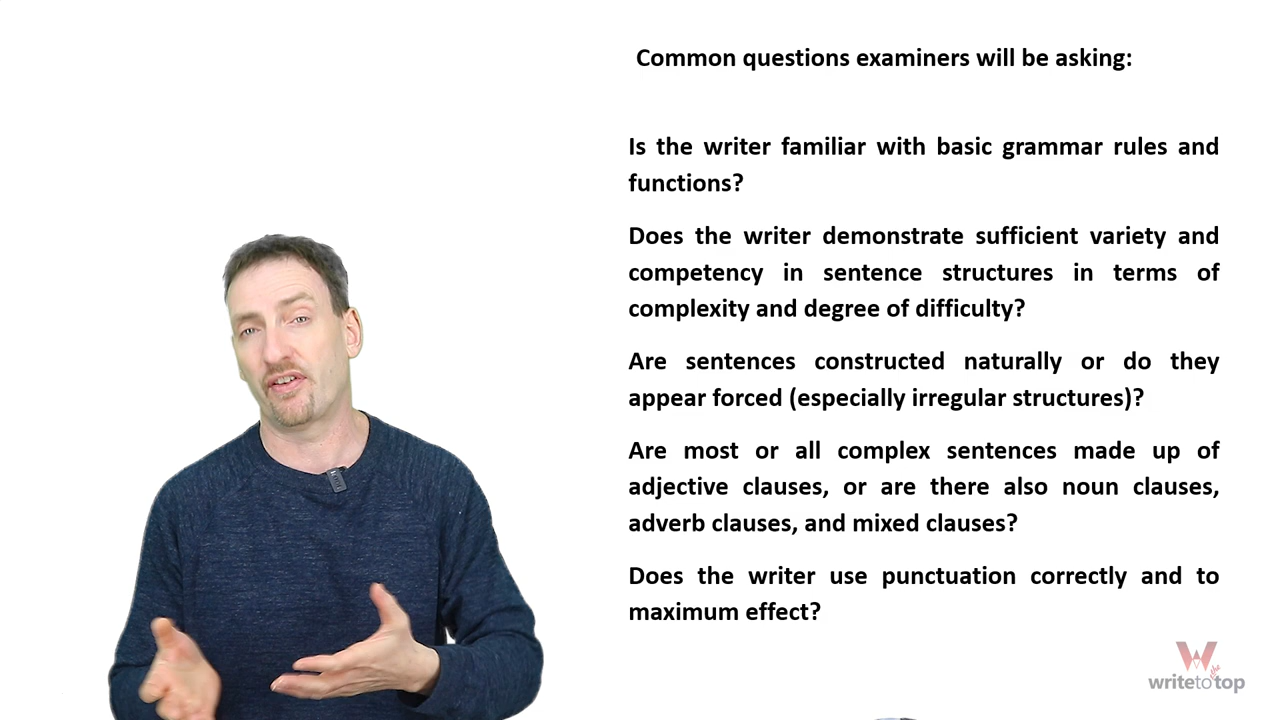 Common questions examiners will be asking:
Is the writer familiar with basic grammar rules and
functions?
Does the writer demonstrate sufficient variety and
competency in sentence structures in terms of
complexity and degree of difficulty?
Are sentences constructed naturally or do they
appear forced (especially irregular structures)?
Are most or all complex sentences made up of
adjective clauses, or are there also noun clauses,
adverb clauses, and mixed clauses?
Does the writer use punctuation correctly and to
maximum effect?
W
writetothetop